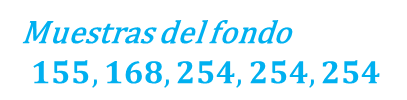 Muestras del fondo
155, 168, 254, 254, 254